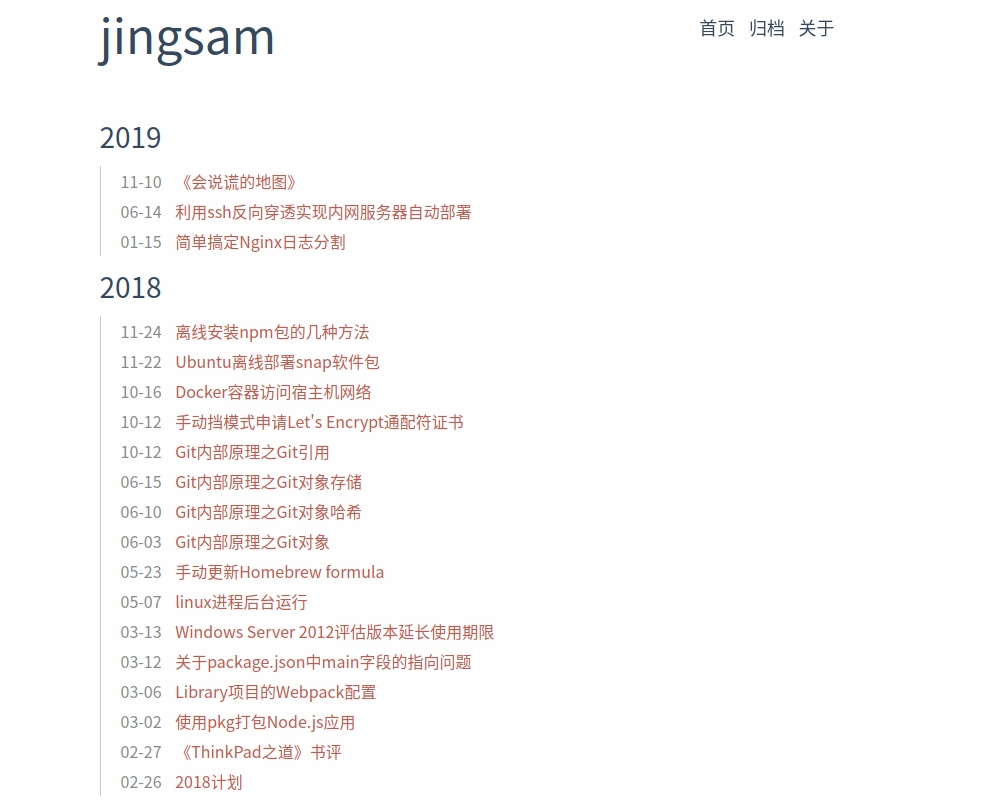 jingsam
首页 归档 关于
2019
11-10 《会说谎的地图》
06-14 利用ssh反向穿透实现内网服务器自动部署
01-15 简单搞定Nginx日志分割
2018
11-24 离线安装npm包的几种方法
11-22 Ubuntu离线部署snap软件包
10-16 Docker容器访问宿主机网络
10-12 手动挡模式申请Let's Encrypt通配符证书
10-12 Git内部原理之Git引用
06-15 Git内部原理之Git对象存储
06-10 Git内部原理之Git对象哈希
06-03 Git内部原理之Git对象
05-23 手动更新Homebrew formula
05-07 linux进程后台运行
03-13 Windows Server 2012评估版本延长使用期限
03-12 关于package.json中main字段的指向问题
03-06 Library项目的Webpack配置
03-02 使用pkg打包Node.js应用
02-27 《ThinkPad之道》书评
02-26 2018计划